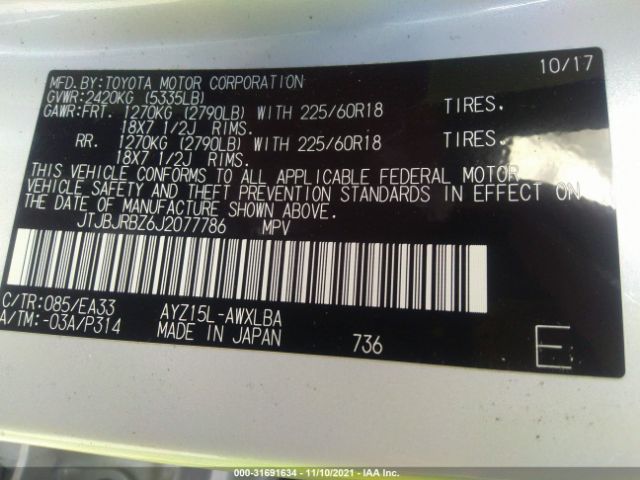 10/17
MFD.BY:TOYOTA MOTOR CORPORATION
GVWR:2420KG (5335LB)
GAWR:FRT. 1270KG (2790LB) WITH 225/60R18 TIRES.
18X7 1/2J RIMS.
RR. 1270KG (2790LB) WITH 225/60R18 TIRES.
18X7 1/2J RIMS.
THIS VEHICLE CONFORMS TO ALL APPLICABLE FEDERAL MOTOR
VEHICLE SAFETY AND THEFT PREVENTION STANDARDS IN EFFECT ON
THE DATE OF MANUFACTURE SHOWN ABOVE.
JTJBJRBZ6J2077786 MPV
C/TR:085/EA33 AYZ15L-AWXLBA
A/TM:-03A/P314 MADE IN JAPAN 736 E
000-31691634 - 11/10/2021 - IAA Inc.